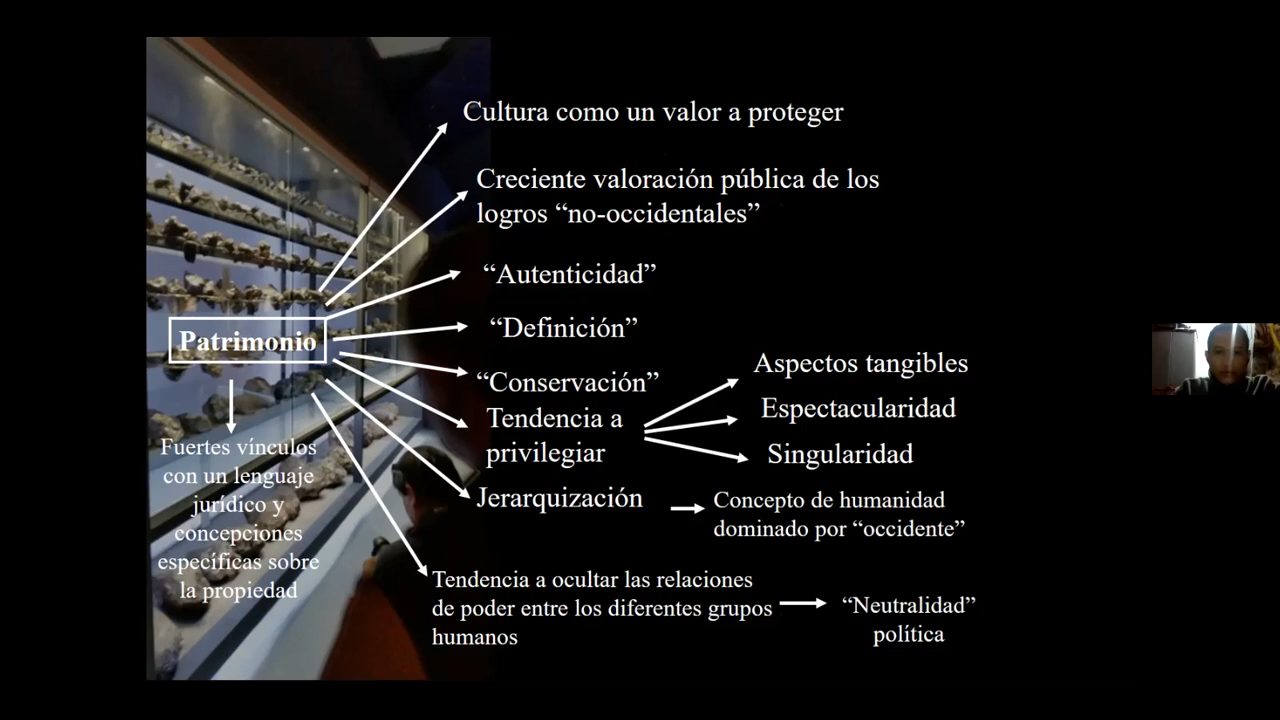 Cultura como un valor a proteger
Creciente valoración pública de los
logros “no-occidentales”
“Autenticidad”
“Definición”
Patrimonio
“Conservación”
Tendencia a
privilegiar
Aspectos tangibles
Espectacularidad
Singularidad
Fuertes vínculos
con un lenguaje
jurídico y
concepciones
específicas sobre
la propiedad
Jerarquización
Concepto de humanidad
dominado por “occidente”
Tendencia a ocultar las relaciones
de poder entre los diferentes grupos
humanos
“Neutralidad”
política